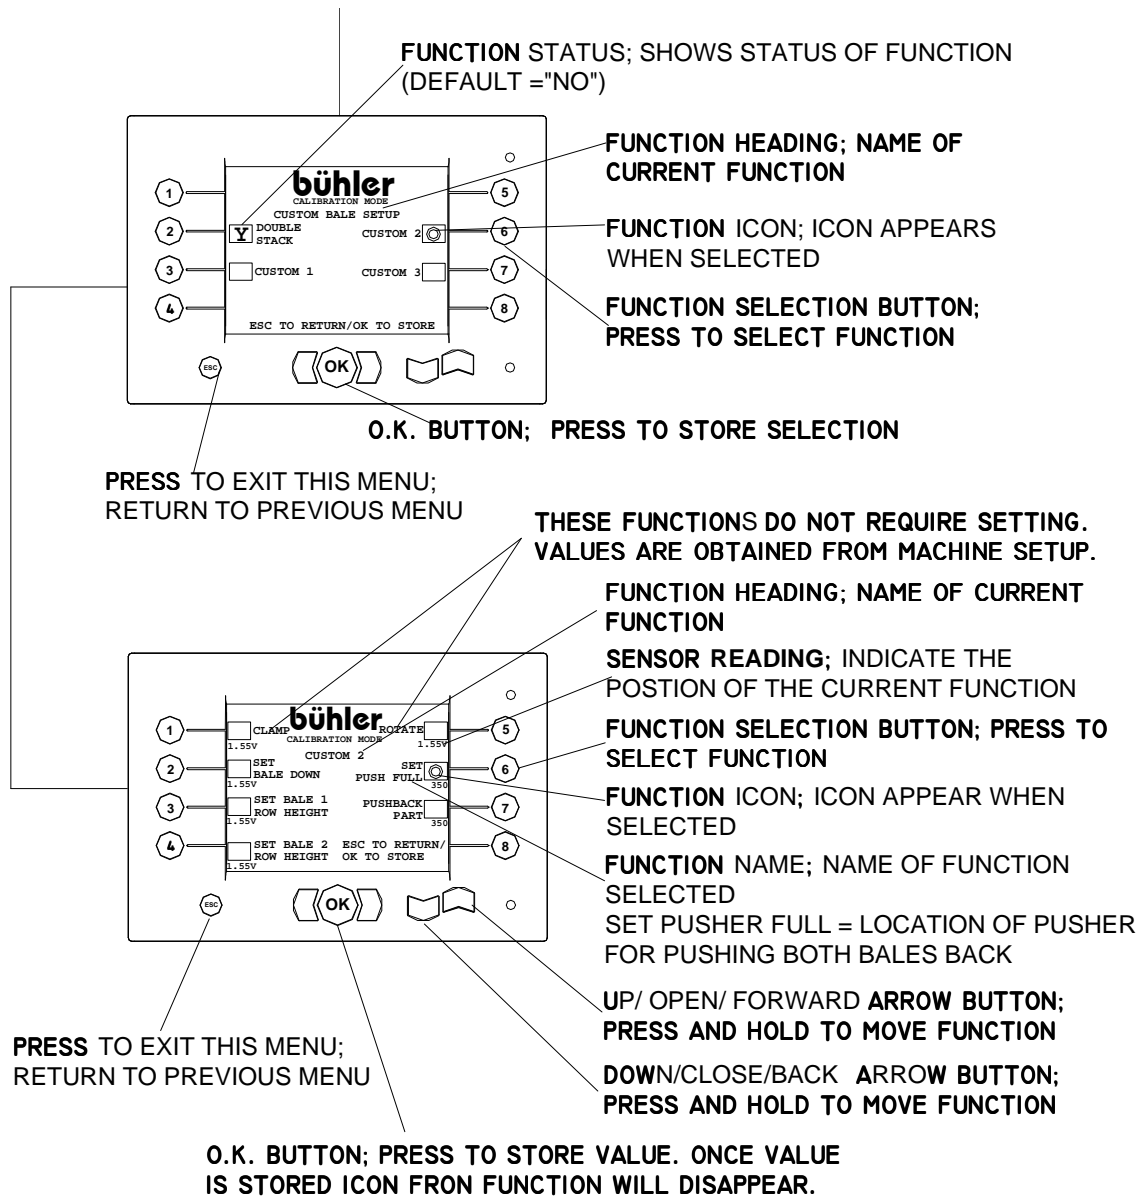 FUNCTION STATUS; SHOWS STATUS OF FUNCTION
(DEFAULT ="NO")
FUNCTION HEADING; NAME OF
CURRENT FUNCTION
FUNCTION ICON; ICON APPEARS
WHEN SELECTED
FUNCTION SELECTION BUTTON;
PRESS TO SELECT FUNCTION
bühler
CALIBRATION MODE
CUSTOM BALE SETUP
Y DOUBLE
STACK
CUSTOM 2
CUSTOM 1
CUSTOM 3
ESC TO RETURN/OK TO STORE
1
2
3
4
5
6
7
8
ESC
OK
O.K. BUTTON; PRESS TO STORE SELECTION
PRESS TO EXIT THIS MENU;
RETURN TO PREVIOUS MENU
THESE FUNCTIONS DO NOT REQUIRE SETTING.
VALUES ARE OBTAINED FROM MACHINE SETUP.
FUNCTION HEADING; NAME OF CURRENT
FUNCTION
SENSOR READING; INDICATE THE
POSTION OF THE CURRENT FUNCTION
FUNCTION SELECTION BUTTON; PRESS TO
SELECT FUNCTION
FUNCTION ICON; ICON APPEAR WHEN
SELECTED
FUNCTION NAME; NAME OF FUNCTION
SELECTED
SET PUSHER FULL = LOCATION OF PUSHER
FOR PUSHING BOTH BALES BACK
UP/ OPEN/ FORWARD ARROW BUTTON;
PRESS AND HOLD TO MOVE FUNCTION
DOWN/CLOSE/BACK ARROW BUTTON;
PRESS AND HOLD TO MOVE FUNCTION
bühler
CALIBRATION MODE
CUSTOM 2
CLAMP
1.55V
SET
BALE DOWN
1.55V
SET BALE 1
ROW HEIGHT
1.55V
SET BALE 2
ROW HEIGHT
1.55V
ROTATE
1.55V
SET
PUSH FULL
350
PUSHBACK
PART
350
ESC TO RETURN/
OK TO STORE
1
2
3
4
5
6
7
8
ESC
OK
PRESS TO EXIT THIS MENU;
RETURN TO PREVIOUS MENU
O.K. BUTTON; PRESS TO STORE VALUE. ONCE VALUE
IS STORED ICON FRON FUNCTION WILL DISAPPEAR.